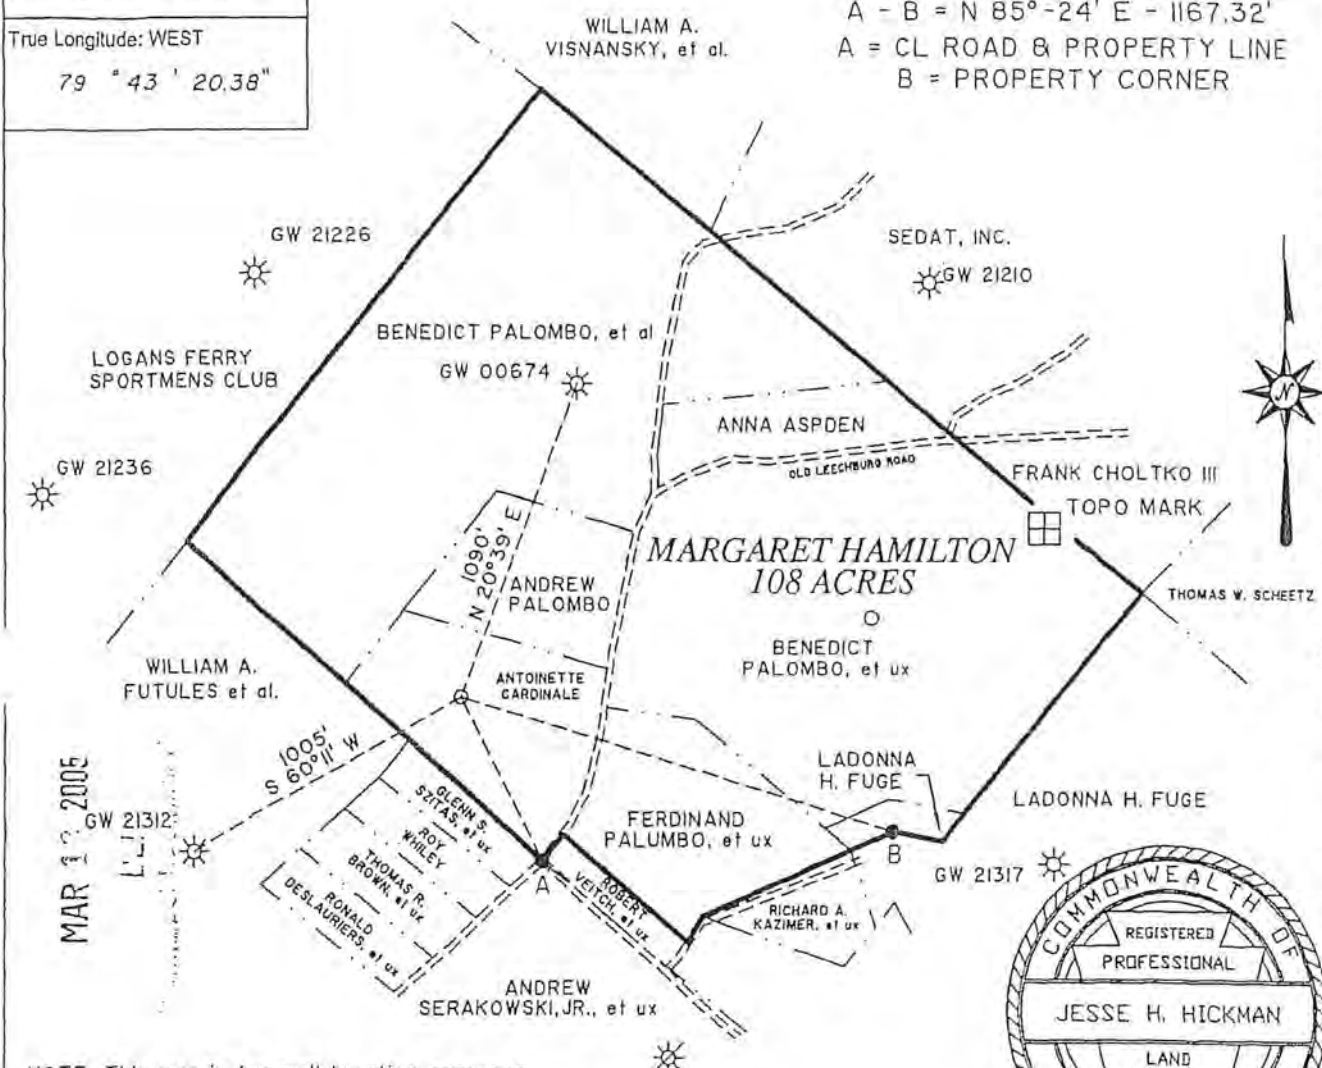 True Longitude: WEST
79 ° 43 ' 20.38"
A - B = N 85°-24' E - 1167.32'
A = CL ROAD & PROPERTY LINE
B = PROPERTY CORNER
WILLIAM A.
VISNANSKY, et al.
GW 21226
SEDAT, INC.
GW 21210
BENEDICT PALOMBO, et al
GW 00674
LOGANS FERRY
SPORTMENS CLUB
ANNA ASPDEN
OLD LEECHBURG ROAD
GW 21236
FRANK CHOLTKO III
TOPO MARK
N
1090'
N 20°39' E
MARGARET HAMILTON
108 ACRES
ANDREW
PALOMBO
THOMAS W. SCHEETZ
BENEDICT
PALOMBO, et ux
WILLIAM A.
FUTULES et al.
ANTOINETTE
CARDINALE
1005'
S 60°11' W
LADONNA
H. FUGE
LADONNA H. FUGE
MAR 2005
GW 21312
GLENN S.
SZITAS, et ux
ROY
WHILEY
THOMAS R.
BROWN, et ux
RONALD
DESLAURIERS, et ux
FERDINAND
PALUMBO, et ux
A
B
ROBERT
VEITCH, et ux
GW 21317
RICHARD A.
KAZIMER, et ux
ANDREW
SERAKOWSKI, JR., et ux
COMMONWEALTH OF
REGISTERED
PROFESSIONAL
JESSE H. HICKMAN
LAND